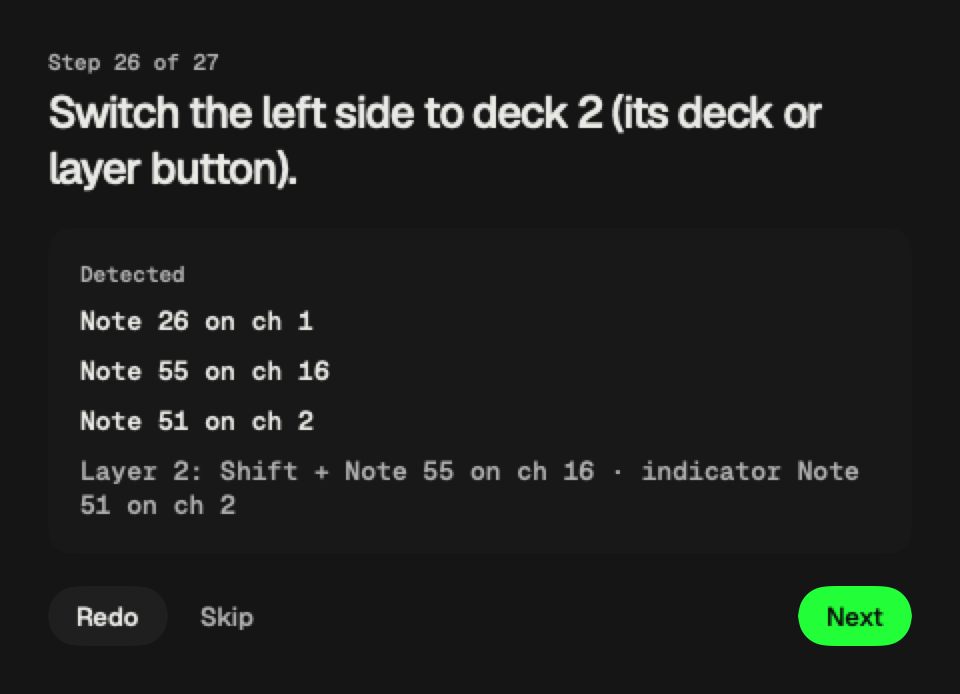 Step 26 of 27
Switch the left side to deck 2 (its deck or
layer button).
Detected
Note 26 on ch 1
Note 55 on ch 16
Note 51 on ch 2
Layer 2: Shift + Note 55 on ch 16 · indicator Note
51 on ch 2
Redo
Skip
Next